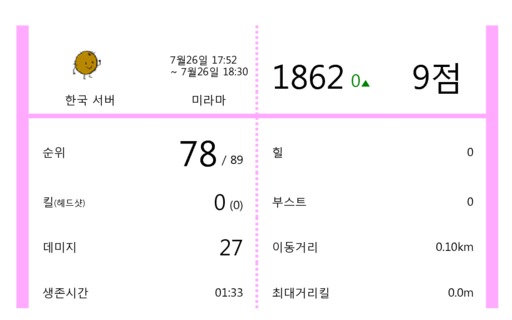 7월26일 17:52
~ 7월26일 18:30
한국 서버
미라마
1862 0▲ 9점
순위 78 / 89
킬(헤드샷) 0 (0)
데미지 27
생존시간 01:33
힐 0
부스트 0
이동거리 0.10km
최대거리킬 0.0m